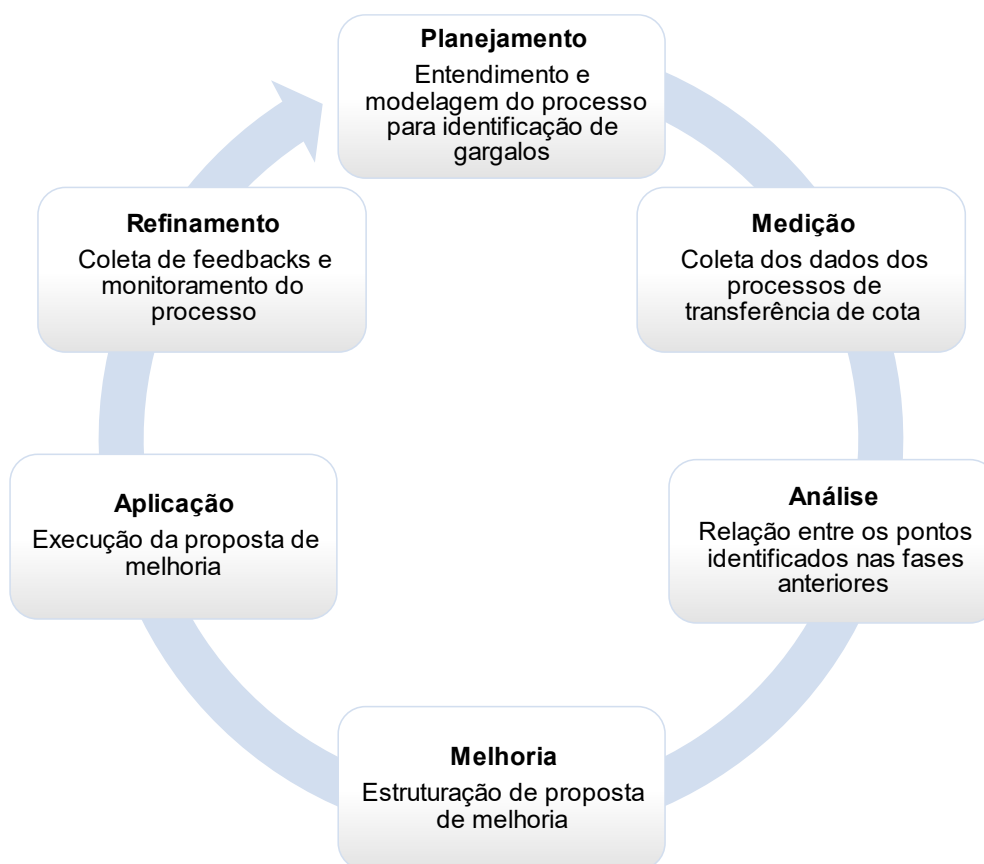 Planejamento
Entendimento e
modelagem do processo
para identificação de
gargalos
Medição
Coleta dos dados dos
processos de
transferência de cota
Análise
Relação entre os pontos
identificados nas fases
anteriores
Melhoria
Estruturação de proposta
de melhoria
Aplicação
Execução da proposta de
melhoria
Refinamento
Coleta de feedbacks e
monitoramento do
processo